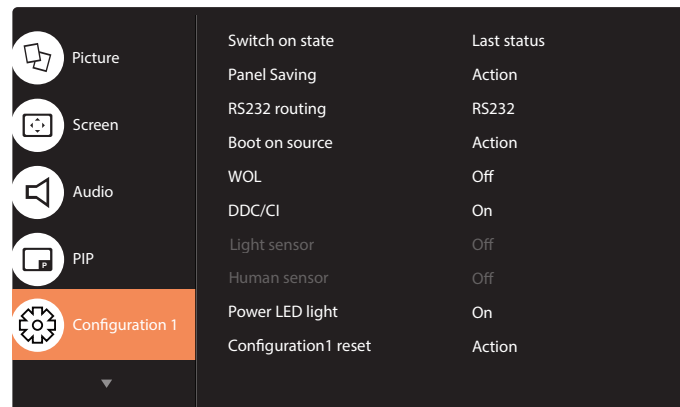 Picture
Screen
Audio
PIP
P
Configuration 1
Switch on state Last status
Panel Saving Action
RS232 routing RS232
Boot on source Action
WOL Off
DDC/CI On
Light sensor Off
Human sensor Off
Power LED light On
Configuration1 reset Action